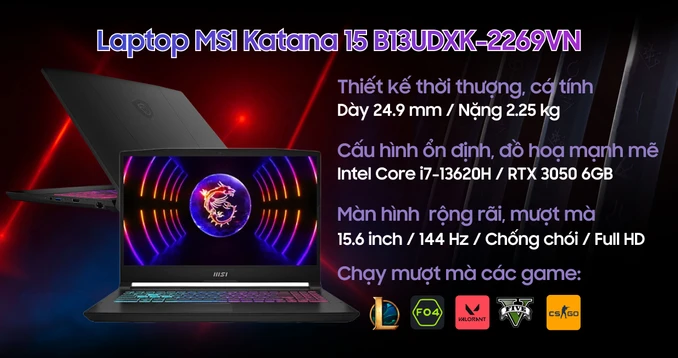 Laptop MSI Katana 15 B13UDXK-2269VN
Thiết kế thời thượng, cá tính
Dày 24.9 mm / Nặng 2.25 kg
Cấu hình ổn định, đồ hoạ mạnh mẽ
Intel Core i7-13620H / RTX 3050 6GB
Màn hình rộng rãi, mượt mà
15.6 inch / 144 Hz / Chống chói / Full HD
Chạy mượt mà các game:
msi
L
FO4
VALORANT
V
FIVE
CS:GO